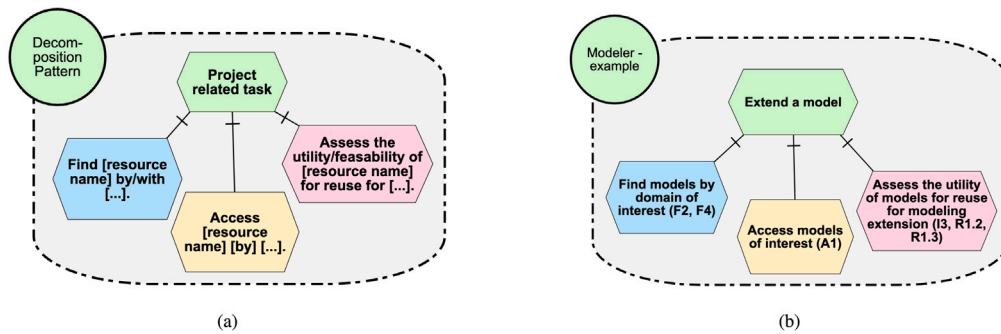 Decom-
position
Pattern
Project
related task
Find [resource
name] by/with
[...].
Access
[resource
name] [by] [...].
Assess the
utility/feasability of
[resource name]
for reuse for [...].
(a)
Modeler -
example
Extend a model
Find models by
domain of
interest (F2, F4)
Access models
of interest (A1)
Assess the utility
of models for reuse
for modeling
extension (I3, R1.2,
R1.3)
(b)